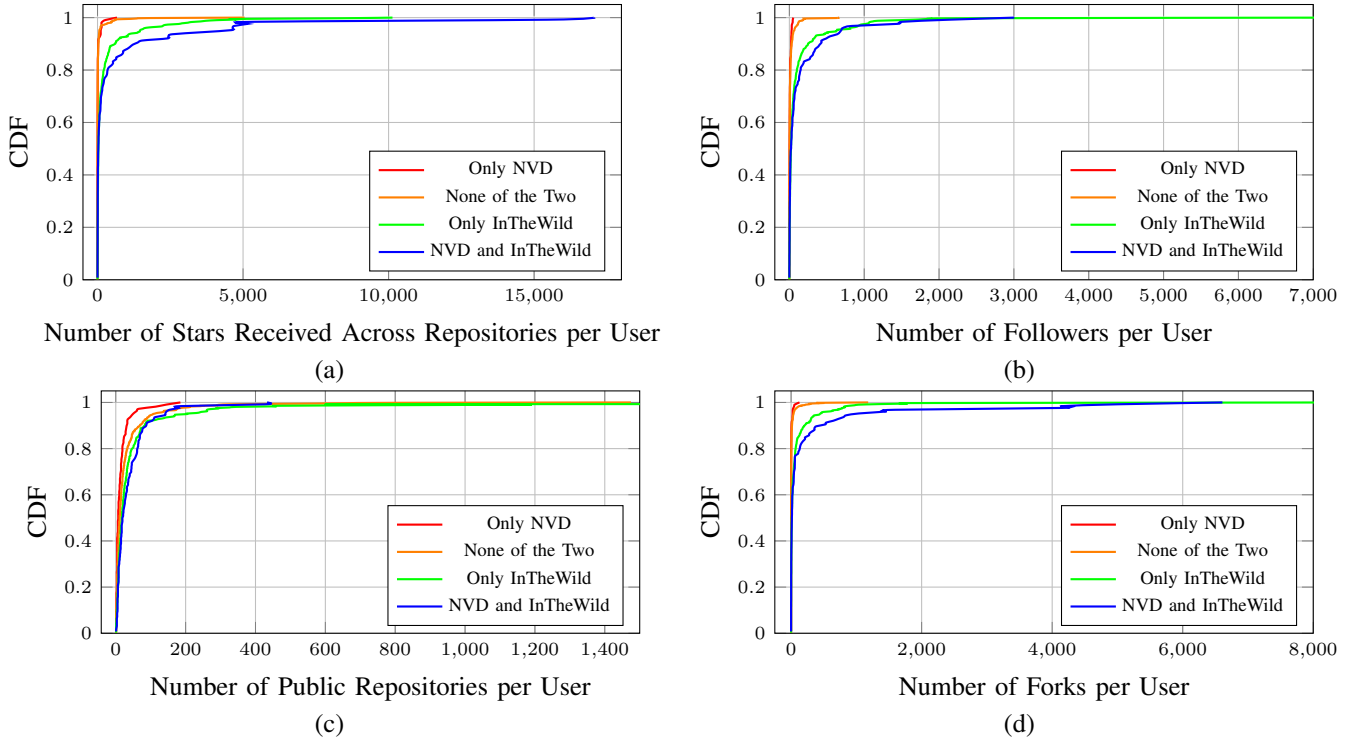 1
0.8
0.6
0.4
0.2
0
CDF
0
5,000
10,000
15,000
Only NVD
None of the Two
Only InTheWild
NVD and InTheWild
Number of Stars Received Across Repositories per User
(a)
1
0.8
0.6
0.4
0.2
0
CDF
0
1,000
2,000
3,000
4,000
5,000
6,000
7,000
Only NVD
None of the Two
Only InTheWild
NVD and InTheWild
Number of Followers per User
(b)
1
0.8
0.6
0.4
0.2
0
CDF
0
200
400
600
800
1,000
1,200
1,400
Only NVD
None of the Two
Only InTheWild
NVD and InTheWild
Number of Public Repositories per User
(c)
1
0.8
0.6
0.4
0.2
0
CDF
0
2,000
4,000
6,000
8,000
Only NVD
None of the Two
Only InTheWild
NVD and InTheWild
Number of Forks per User
(d)